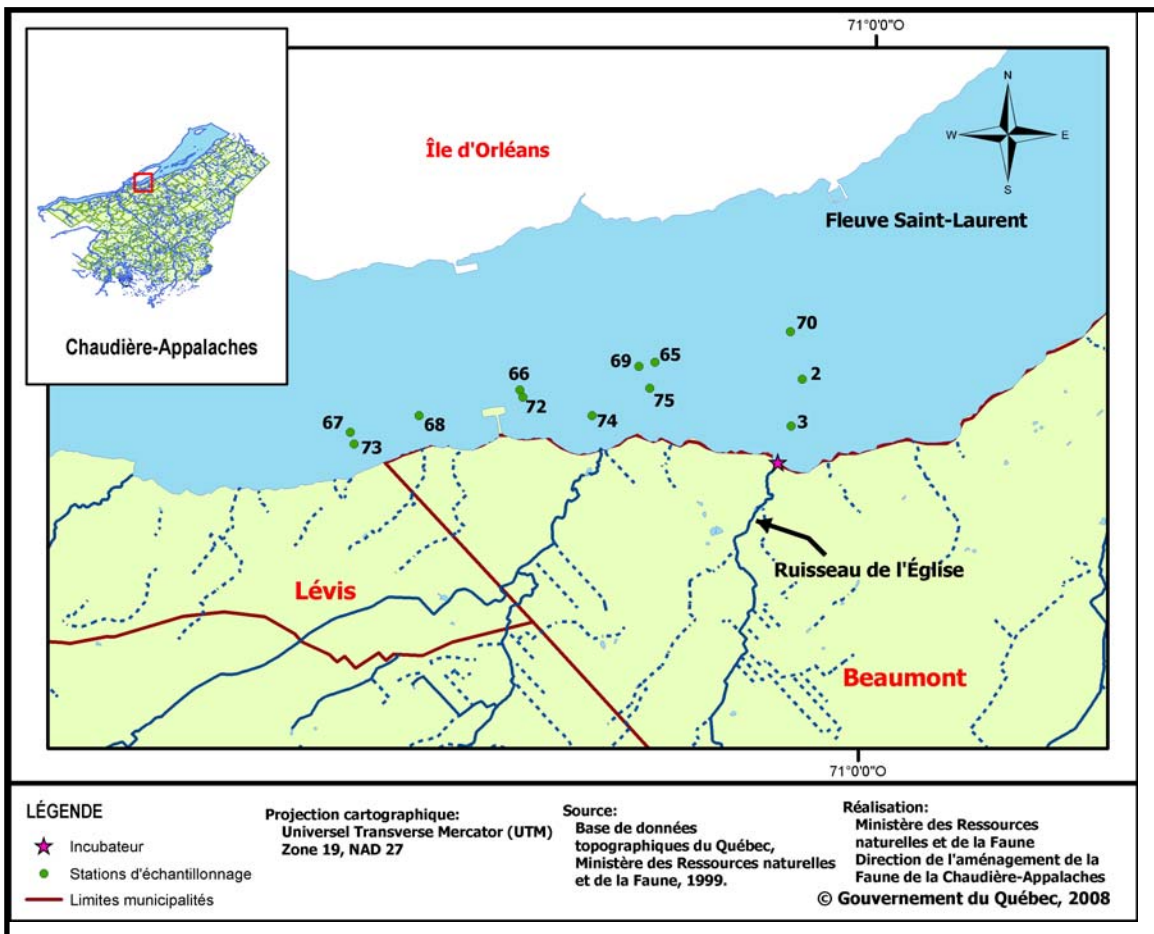 71°0'0"O
Île d'Orléans
Fleuve Saint-Laurent
Chaudière-Appalaches
70
69
65
2
66
75
72
67
68
74
3
73
Ruisseau de l'Église
Lévis
Beaumont
71°0'0"O
N
W
E
S
LÉGENDE
Incubateur
Stations d'échantillonnage
Limites municipalités
Projection cartographique:
Universel Transverse Mercator (UTM)
Zone 19, NAD 27
Source:
Base de données
topographiques du Québec,
Ministère des Ressources naturelles
et de la Faune, 1999.
Réalisation:
Ministère des Ressources
naturelles et de la Faune
Direction de l'aménagement de la
Faune de la Chaudière-Appalaches
© Gouvernement du Québec, 2008